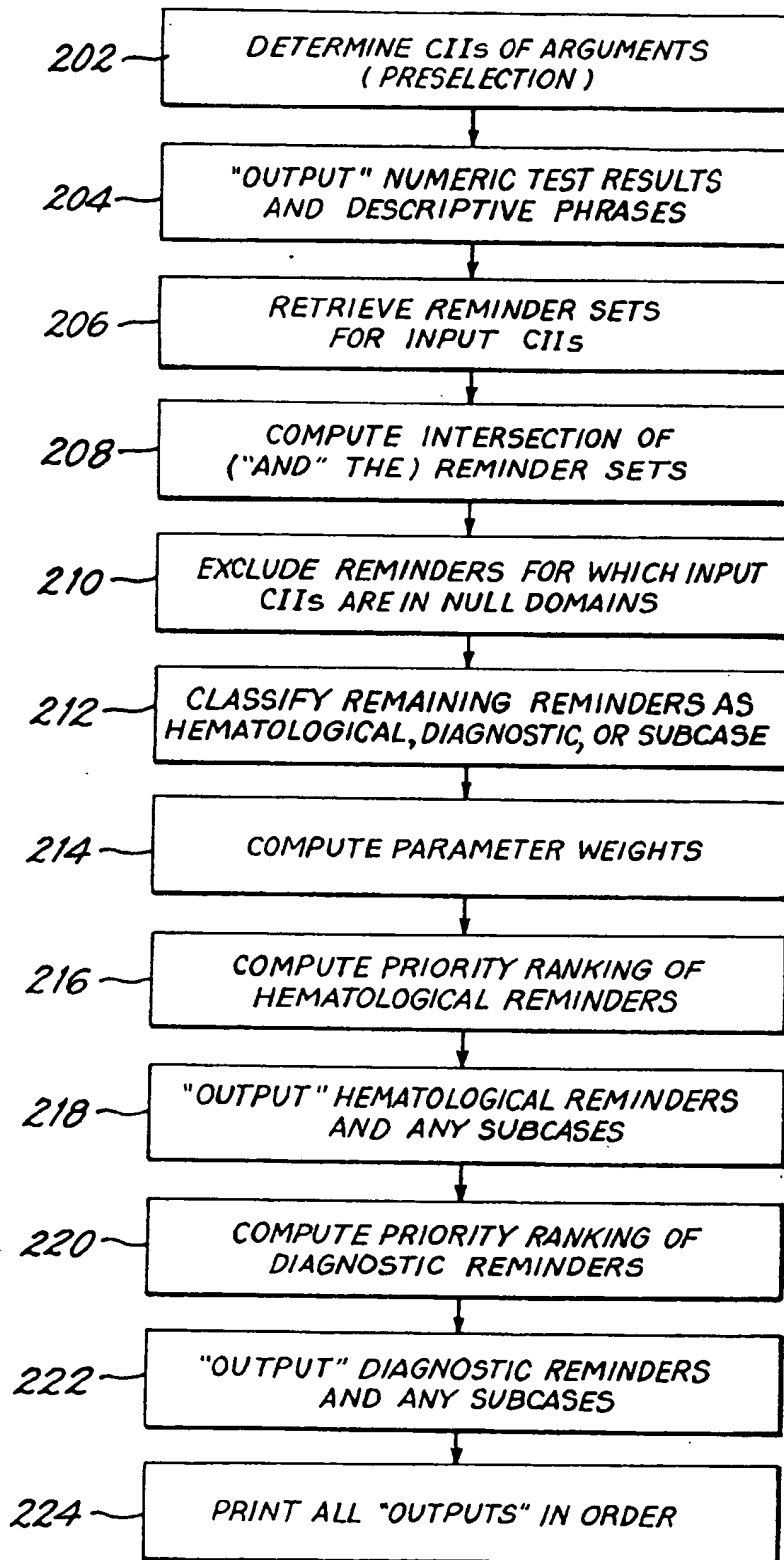 202
DETERMINE CIIs OF ARGUMENTS
(PRESELECTION)
204
"OUTPUT" NUMERIC TEST RESULTS
AND DESCRIPTIVE PHRASES
206
RETRIEVE REMINDER SETS
FOR INPUT CIIs
208
COMPUTE INTERSECTION OF
("AND" THE) REMINDER SETS
210
EXCLUDE REMINDERS FOR WHICH INPUT
CIIs ARE IN NULL DOMAINS
212
CLASSIFY REMAINING REMINDERS AS
HEMATOLOGICAL, DIAGNOSTIC, OR SUBCASE
214
COMPUTE PARAMETER WEIGHTS
216
COMPUTE PRIORITY RANKING OF
HEMATOLOGICAL REMINDERS
218
"OUTPUT" HEMATOLOGICAL REMINDERS
AND ANY SUBCASES
220
COMPUTE PRIORITY RANKING OF
DIAGNOSTIC REMINDERS
222
"OUTPUT" DIAGNOSTIC REMINDERS
AND ANY SUBCASES
224
PRINT ALL "OUTPUTS" IN ORDER